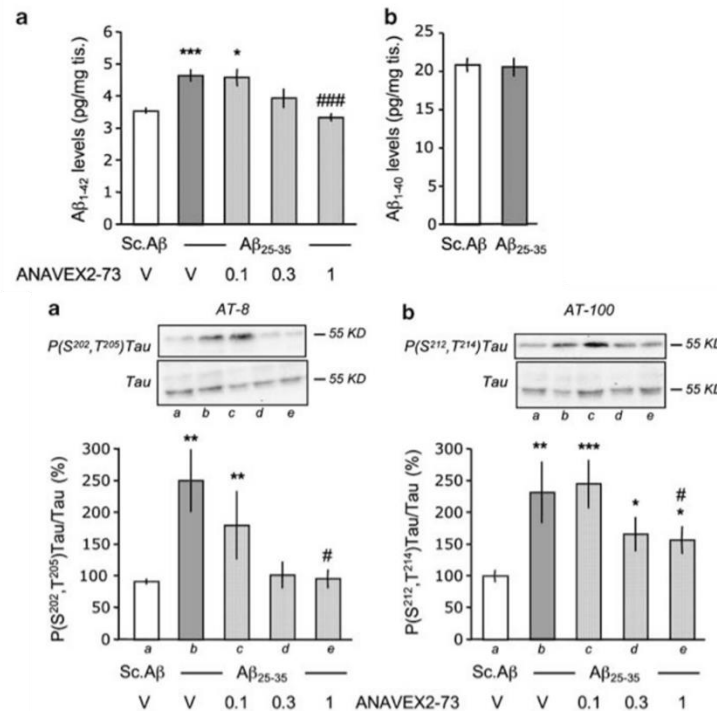 a
6
5
4
3
2
1
0
Aβ₁₋₄₂ levels (pg/mg tis.)
***
*
###
Sc.Aβ
Aβ₂₅₋₃₅
ANAVEX2-73 V V 0.1 0.3 1
b
25
20
15
10
5
0
Aβ₁₋₄₀ levels (pg/mg tis.)
Sc.Aβ Aβ₂₅₋₃₅
a
AT-8
P(S²⁰²,T²⁰⁵)Tau
55 KD
Tau
55 KD
a b c d e
300
250
200
150
100
50
0
P(S²⁰²,T²⁰⁵)Tau/Tau (%)
**
**
#
a b c d e
Sc.Aβ
Aβ₂₅₋₃₅
V V 0.1 0.3 1
b
AT-100
P(S²¹²,T²¹⁴)Tau
55 KD
Tau
55 KD
a b c d e
300
250
200
150
100
50
0
P(S²¹²,T²¹⁴)Tau/Tau (%)
**
***
*
#
*
a b c d e
Sc.Aβ
Aβ₂₅₋₃₅
ANAVEX2-73 V V 0.1 0.3 1